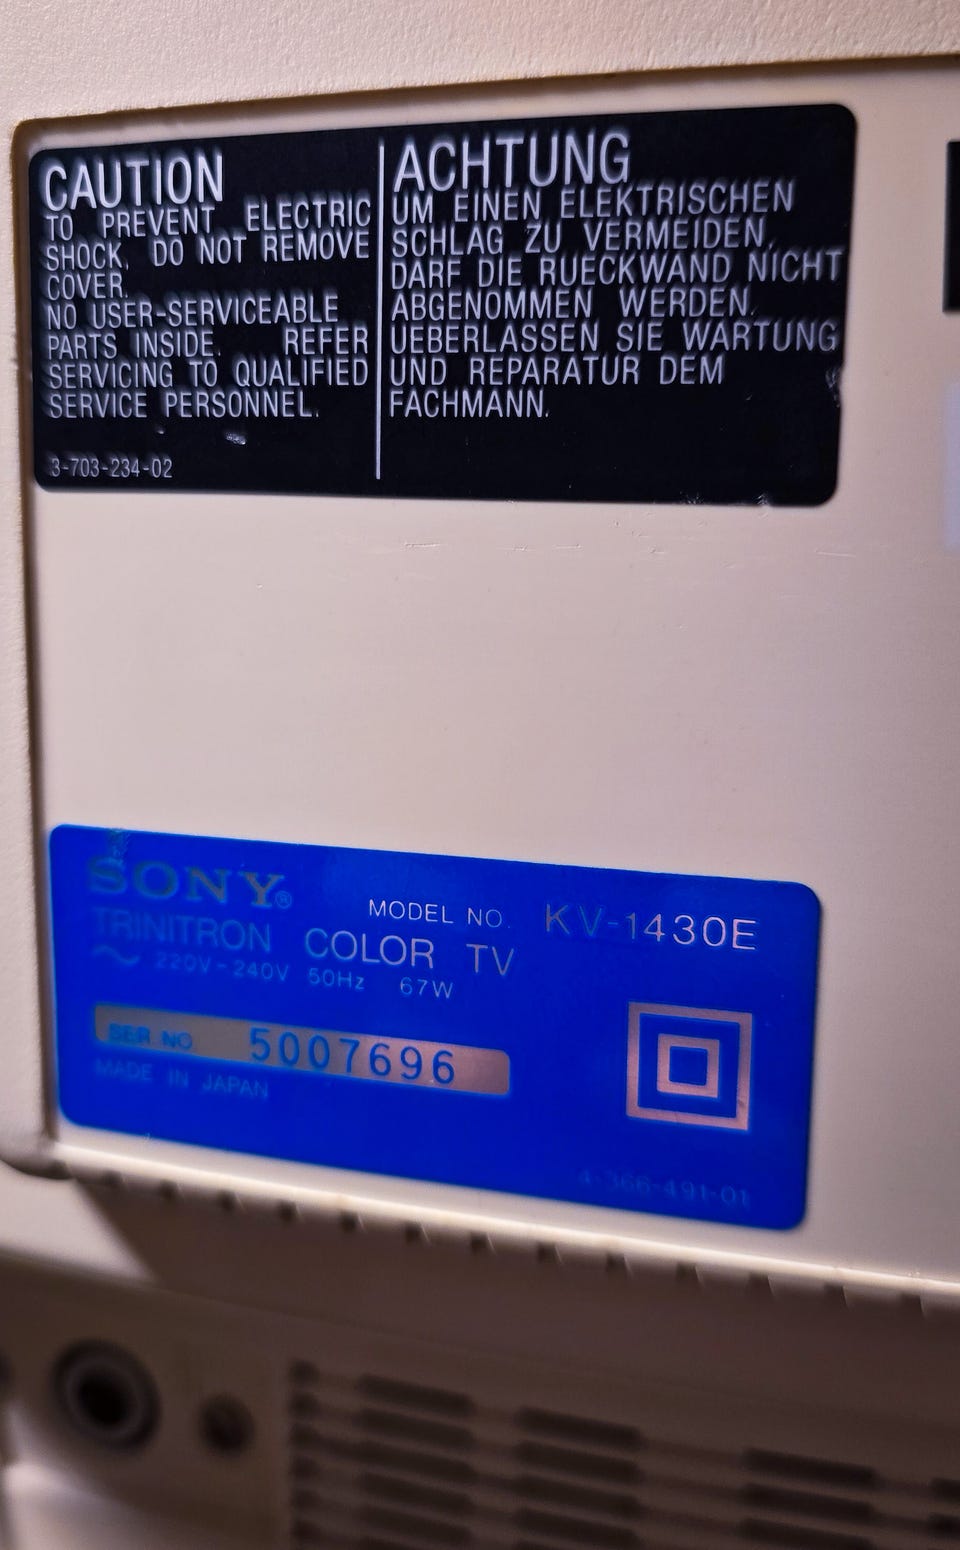 CAUTION
TO PREVENT ELECTRIC
SHOCK, DO NOT REMOVE
COVER.
NO USER-SERVICEABLE
PARTS INSIDE. REFER
SERVICING TO QUALIFIED
SERVICE PERSONNEL.
3-703-234-02
ACHTUNG
UM EINEN ELEKTRISCHEN
SCHLAG ZU VERMEIDEN,
DARF DIE RUECKWAND NICHT
ABGENOMMEN WERDEN.
UEBERLASSEN SIE WARTUNG
UND REPARATUR DEM
FACHMANN.
SONY® MODEL NO. KV-1430E
TRINITRON COLOR TV
~ 220V-240V 50Hz 67W
SER NO. 5007696
MADE IN JAPAN
4-366-491-01